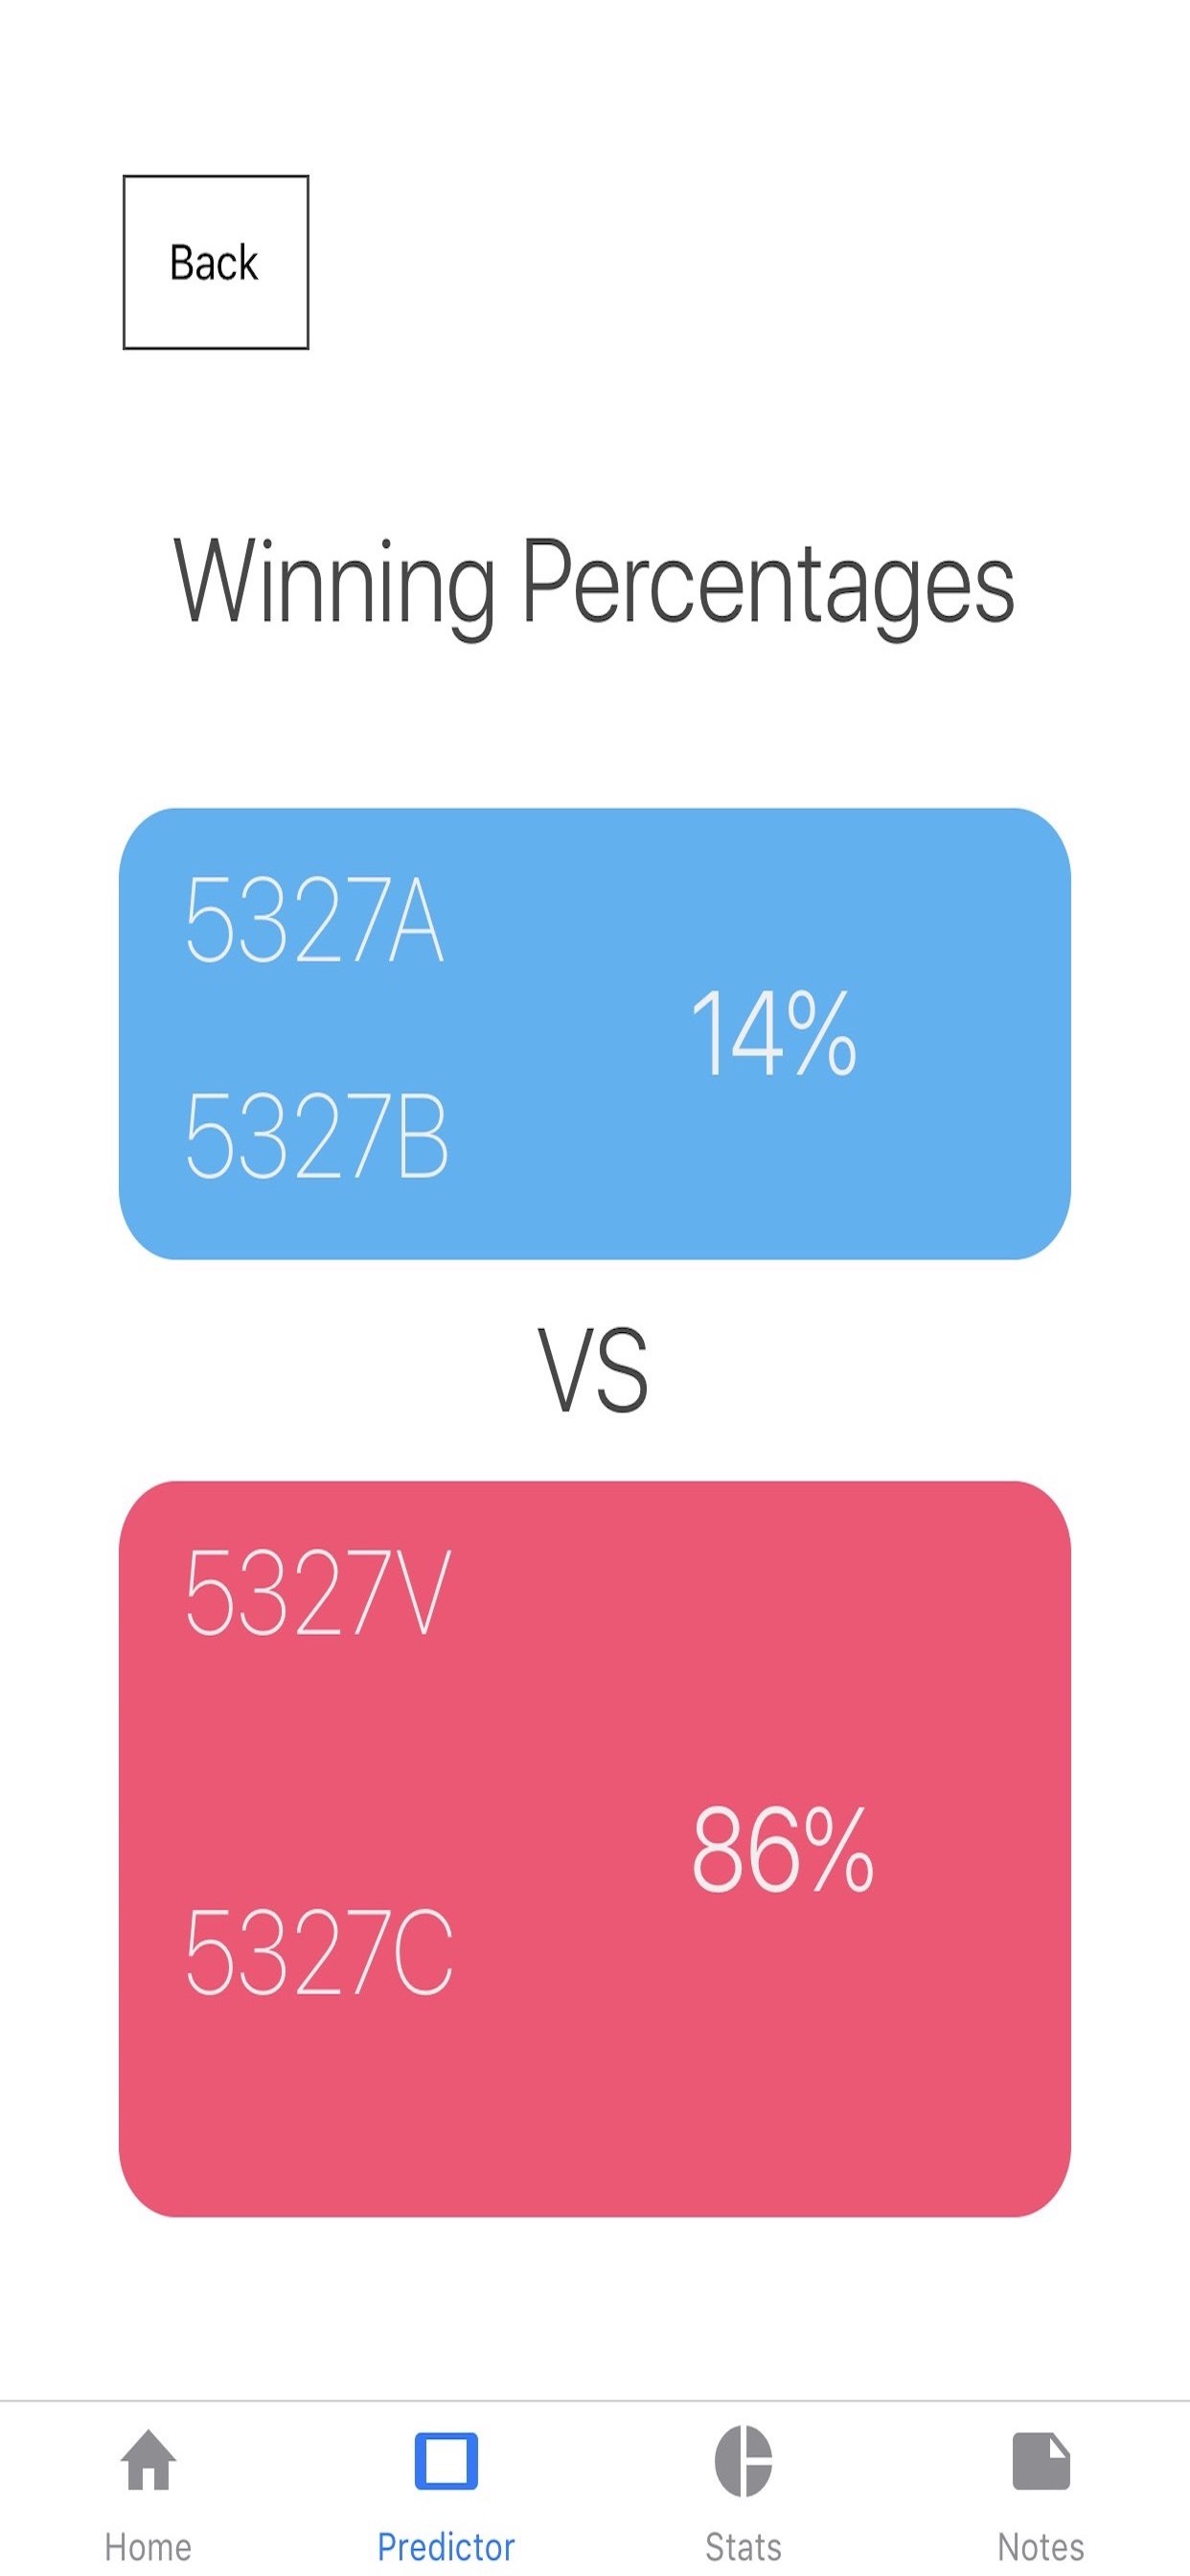 Back
Winning Percentages
5327A
14%
5327B
VS
5327V
86%
5327C
Home Predictor Stats Notes